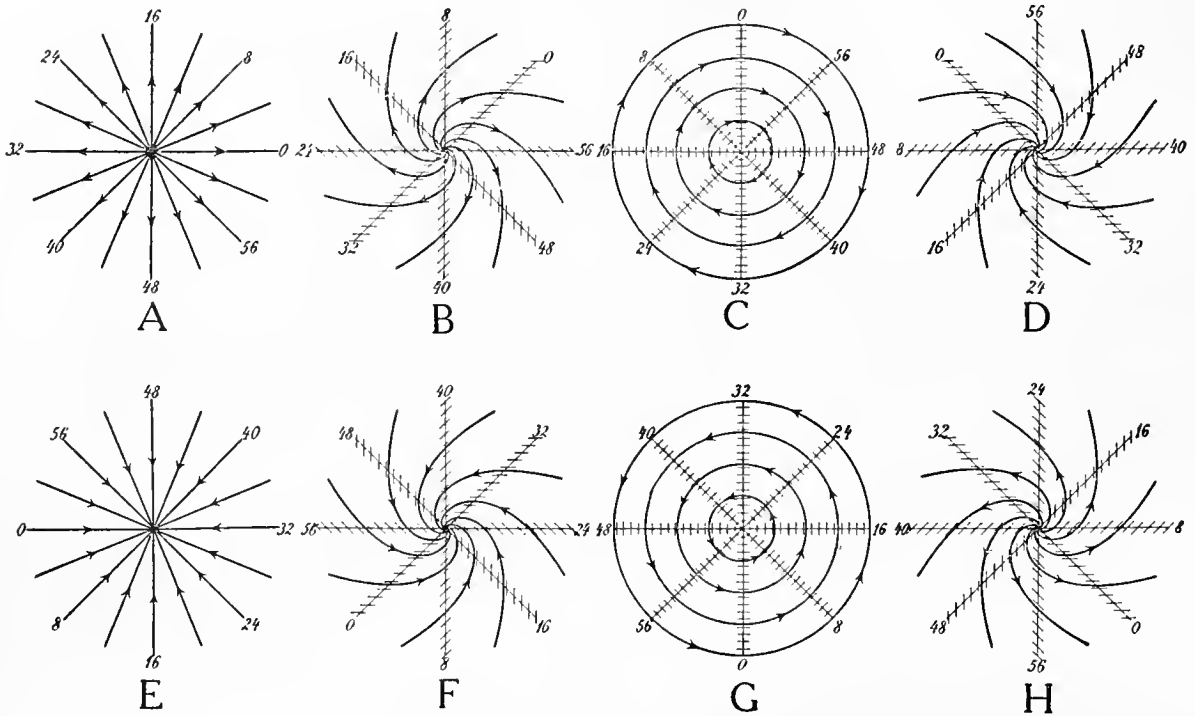 16 8 0 56
24 8 16 0 8 56 0 48
32 0 24 56 16 48 8 40
40 56 32 48 24 40 16 32
48 40 32 24
A B C D
48 40 32 24
56 40 48 32 40 24 32 16
0 32 56 24 48 16 40 8
8 24 0 16 56 8 48 0
16 8 0 56
E F G H